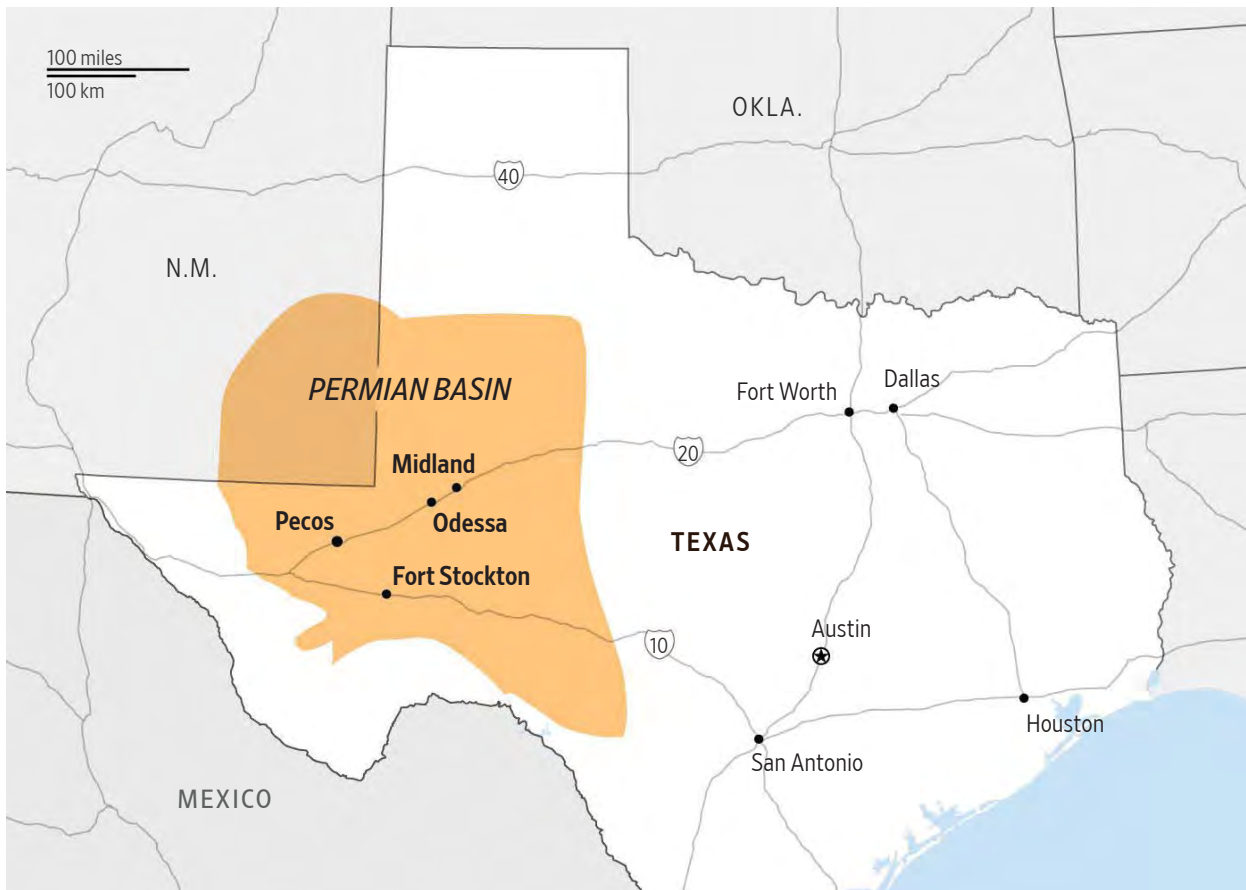 100 miles
100 km
OKLA.
40
N.M.
PERMIAN BASIN
Fort Worth
Dallas
20
Midland
Odessa
Pecos
TEXAS
Fort Stockton
10
Austin
Houston
San Antonio
MEXICO